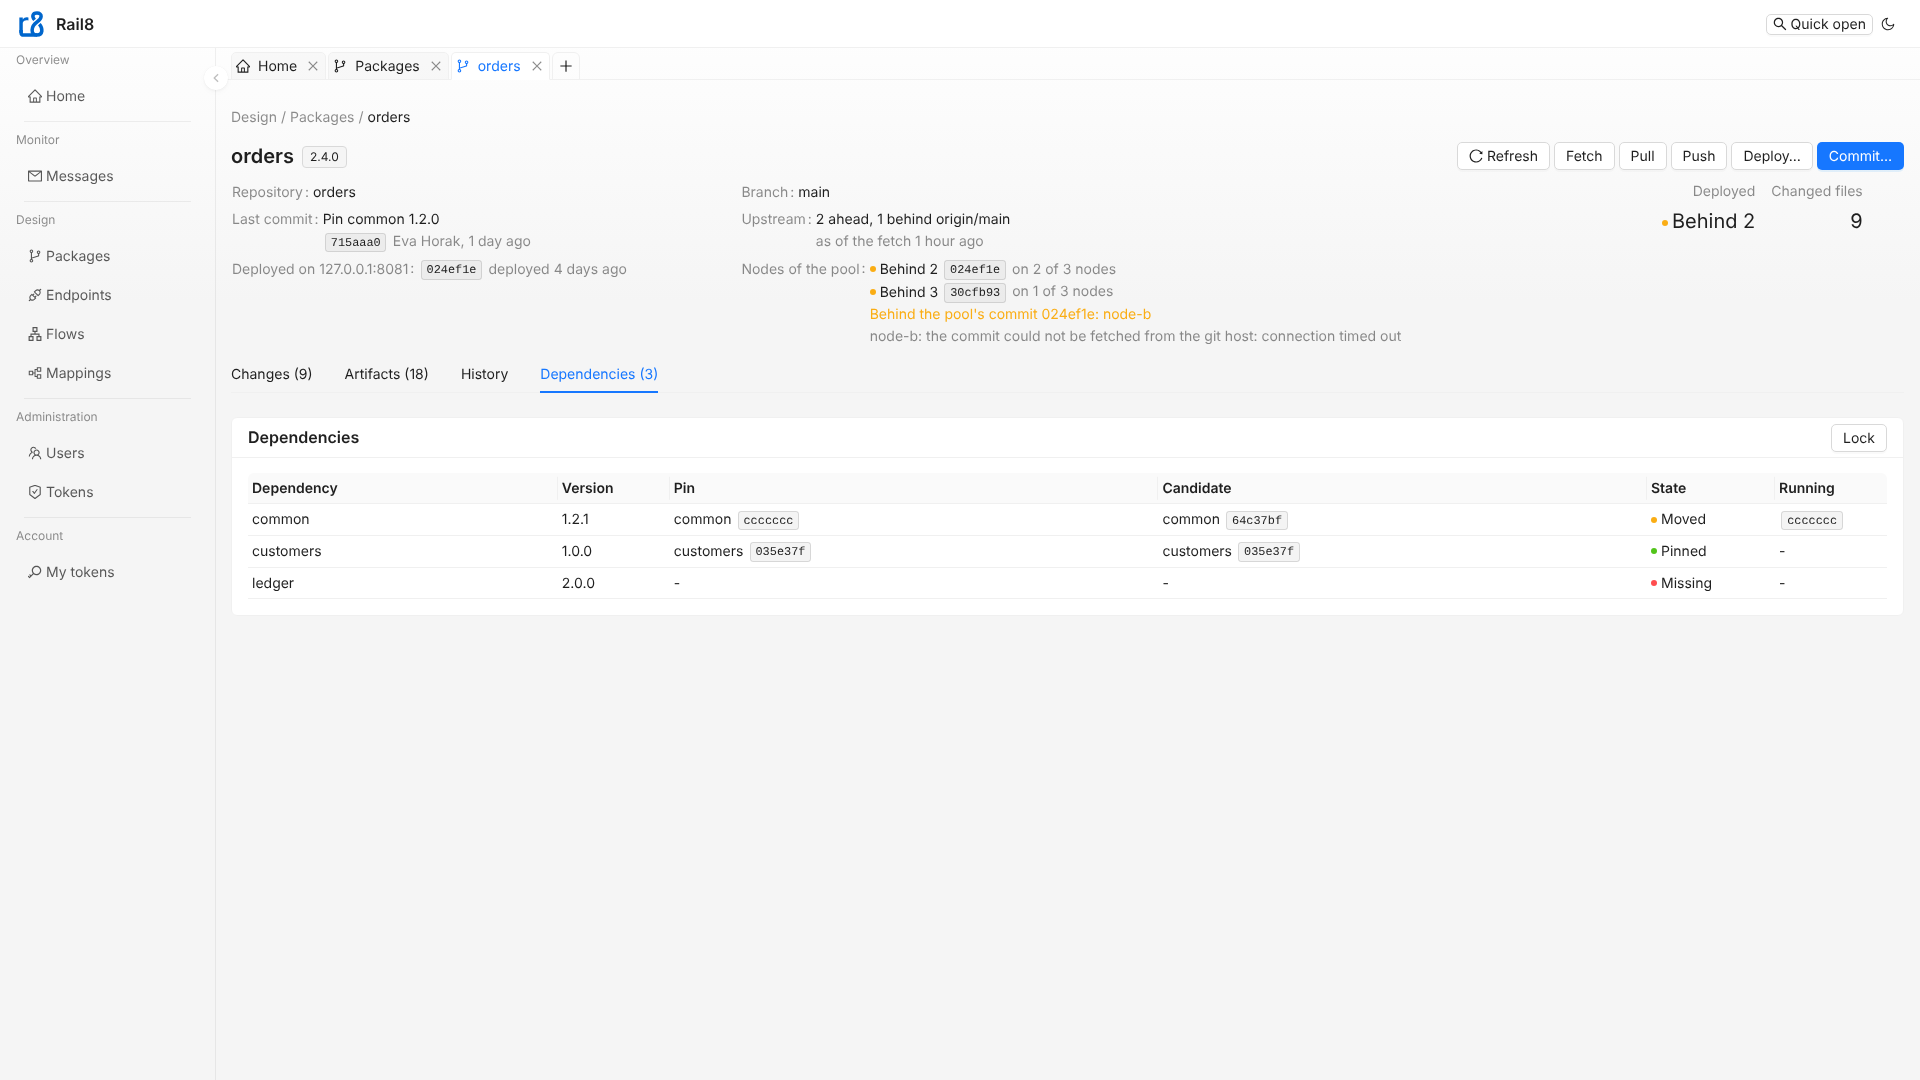 Rail8
Quick open
Overview
Home
Monitor
Messages
Design
Packages
Endpoints
Flows
Mappings
Administration
Users
Tokens
Account
My tokens
Home
Packages
orders
Design / Packages / orders
orders 2.4.0
Refresh Fetch Pull Push Deploy... Commit...
Repository: orders
Branch: main
Deployed Changed files
Behind 2 9
Last commit: Pin common 1.2.0
715aaa0 Eva Horak, 1 day ago
Upstream: 2 ahead, 1 behind origin/main
as of the fetch 1 hour ago
Deployed on 127.0.0.1:8081: 024ef1e deployed 4 days ago
Nodes of the pool: Behind 2 024ef1e on 2 of 3 nodes
Behind 3 30cfb93 on 1 of 3 nodes
Behind the pool's commit 024ef1e: node-b
node-b: the commit could not be fetched from the git host: connection timed out
Changes (9) Artifacts (18) History Dependencies (3)
Dependencies
Lock
Dependency Version Pin Candidate State Running
common 1.2.1 common ccccccc common 64c37bf Moved ccccccc
customers 1.0.0 customers 035e37f customers 035e37f Pinned -
ledger 2.0.0 - - Missing -